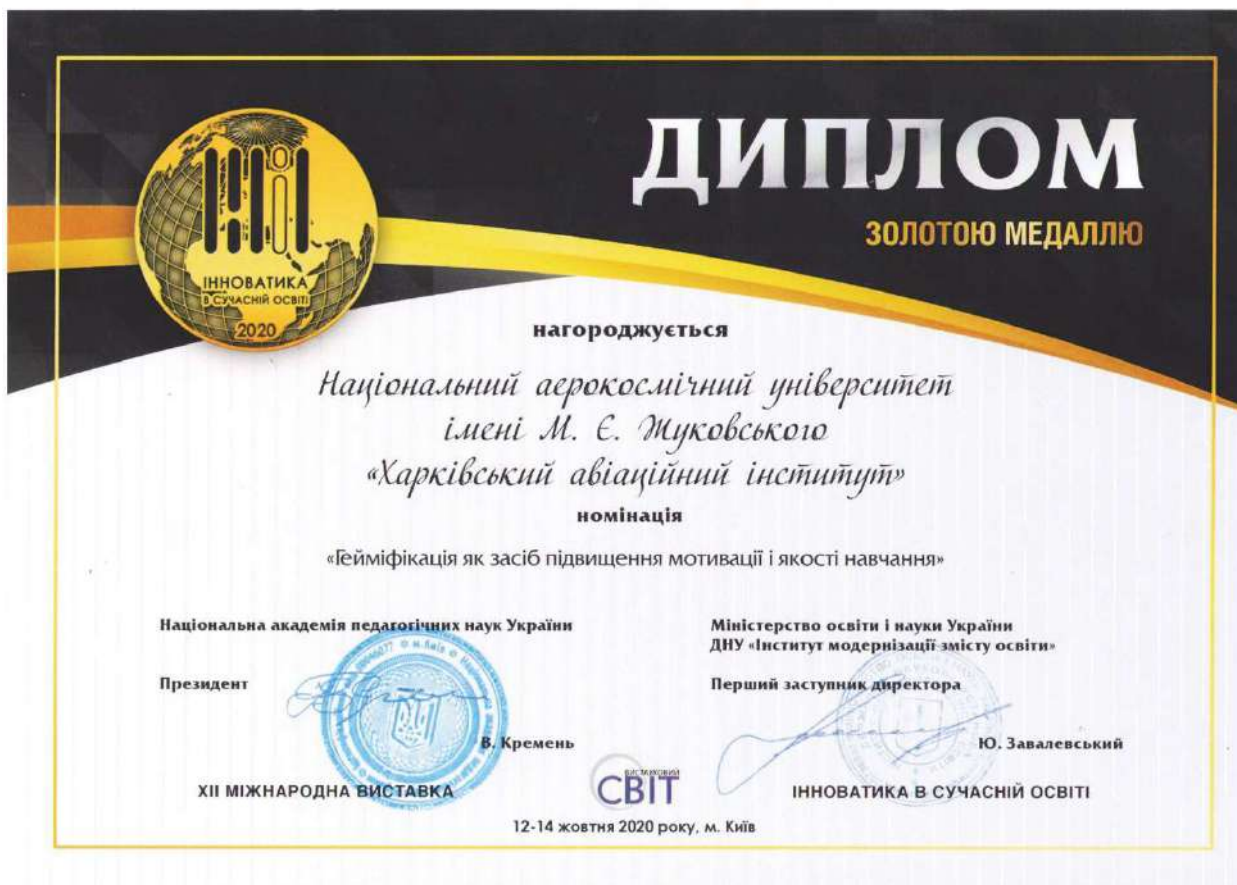 ДИПЛОМ
ЗОЛОТОЮ МЕДАЛЛЮ
ІННОВАТИКА
В СУЧАСНІЙ ОСВІТІ
2020
нагороджується
Національний аерокосмічний університет
імені М. Є. Жуковського
«Харківський авіаційний інститут»
номінація
«Гейміфікація як засіб підвищення мотивації і якості навчання»
Національна академія педагогічних наук України
Президент
В. Кремень
Міністерство освіти і науки України
ДНУ «Інститут модернізації змісту освіти»
Перший заступник директора
Ю. Завалевський
XII МІЖНАРОДНА ВИСТАВКА
ВИСТАВКОВИЙ
СВІТ
ІННОВАТИКА В СУЧАСНІЙ ОСВІТІ
12-14 жовтня 2020 року, м. Київ